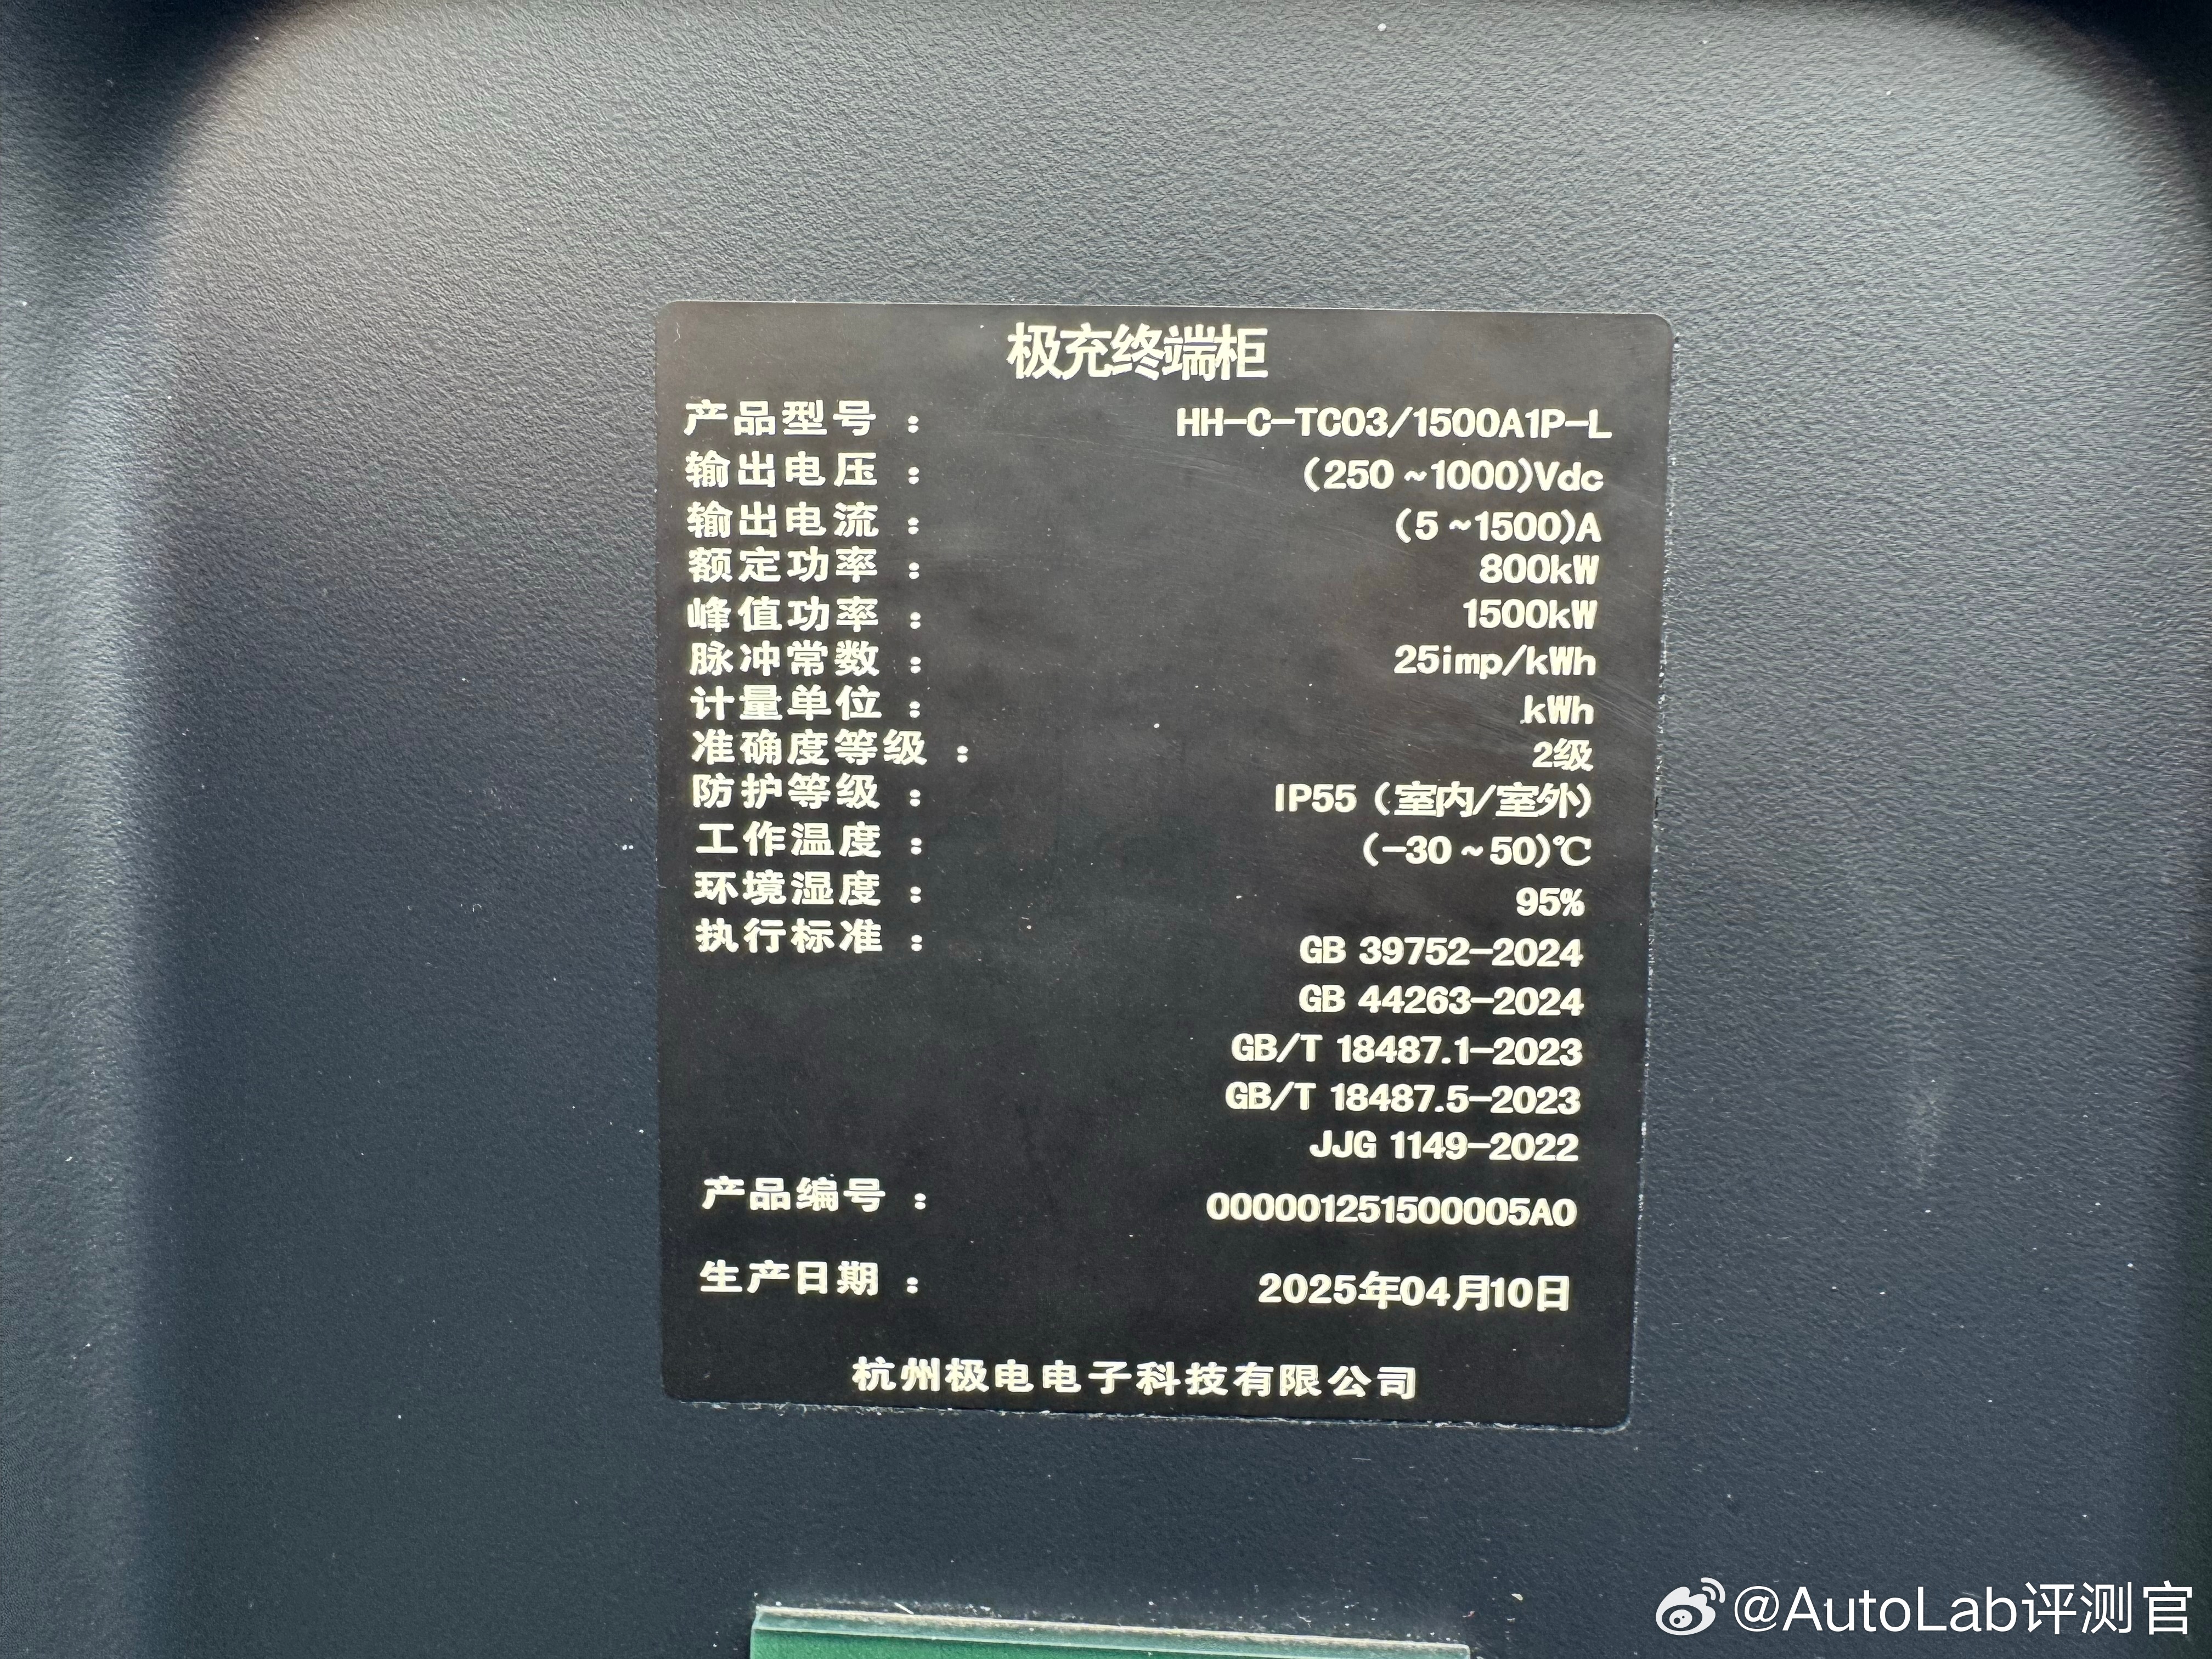 极充终端柜
产品型号： HH-C-TC03/1500A1P-L
输出电压： (250~1000)Vdc
输出电流： (5~1500)A
额定功率： 800kW
峰值功率： 1500kW
脉冲常数： 25imp/kWh
计量单位： kWh
准确度等级： 2级
防护等级： IP55（室内/室外）
工作温度： (-30~50)℃
环境湿度： 95%
执行标准： GB 39752-2024
GB 44263-2024
GB/T 18487.1-2023
GB/T 18487.5-2023
JJG 1149-2022
产品编号： 000001251500005A0
生产日期： 2025年04月10日
杭州极电电子科技有限公司
@AutoLab评测官